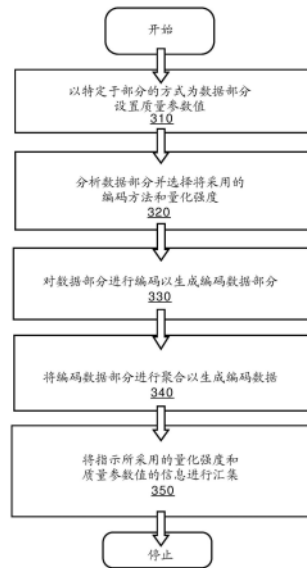 开始
以特定于部分的方式为数据部分
设置质量参数值
310
分析数据部分并选择将采用的
编码方法和量化强度
320
对数据部分进行编码以生成编码数据部分
330
将编码数据部分进行聚合以生成编码数据
340
将指示所采用的量化强度和
质量参数值的信息进行汇集
350
停止